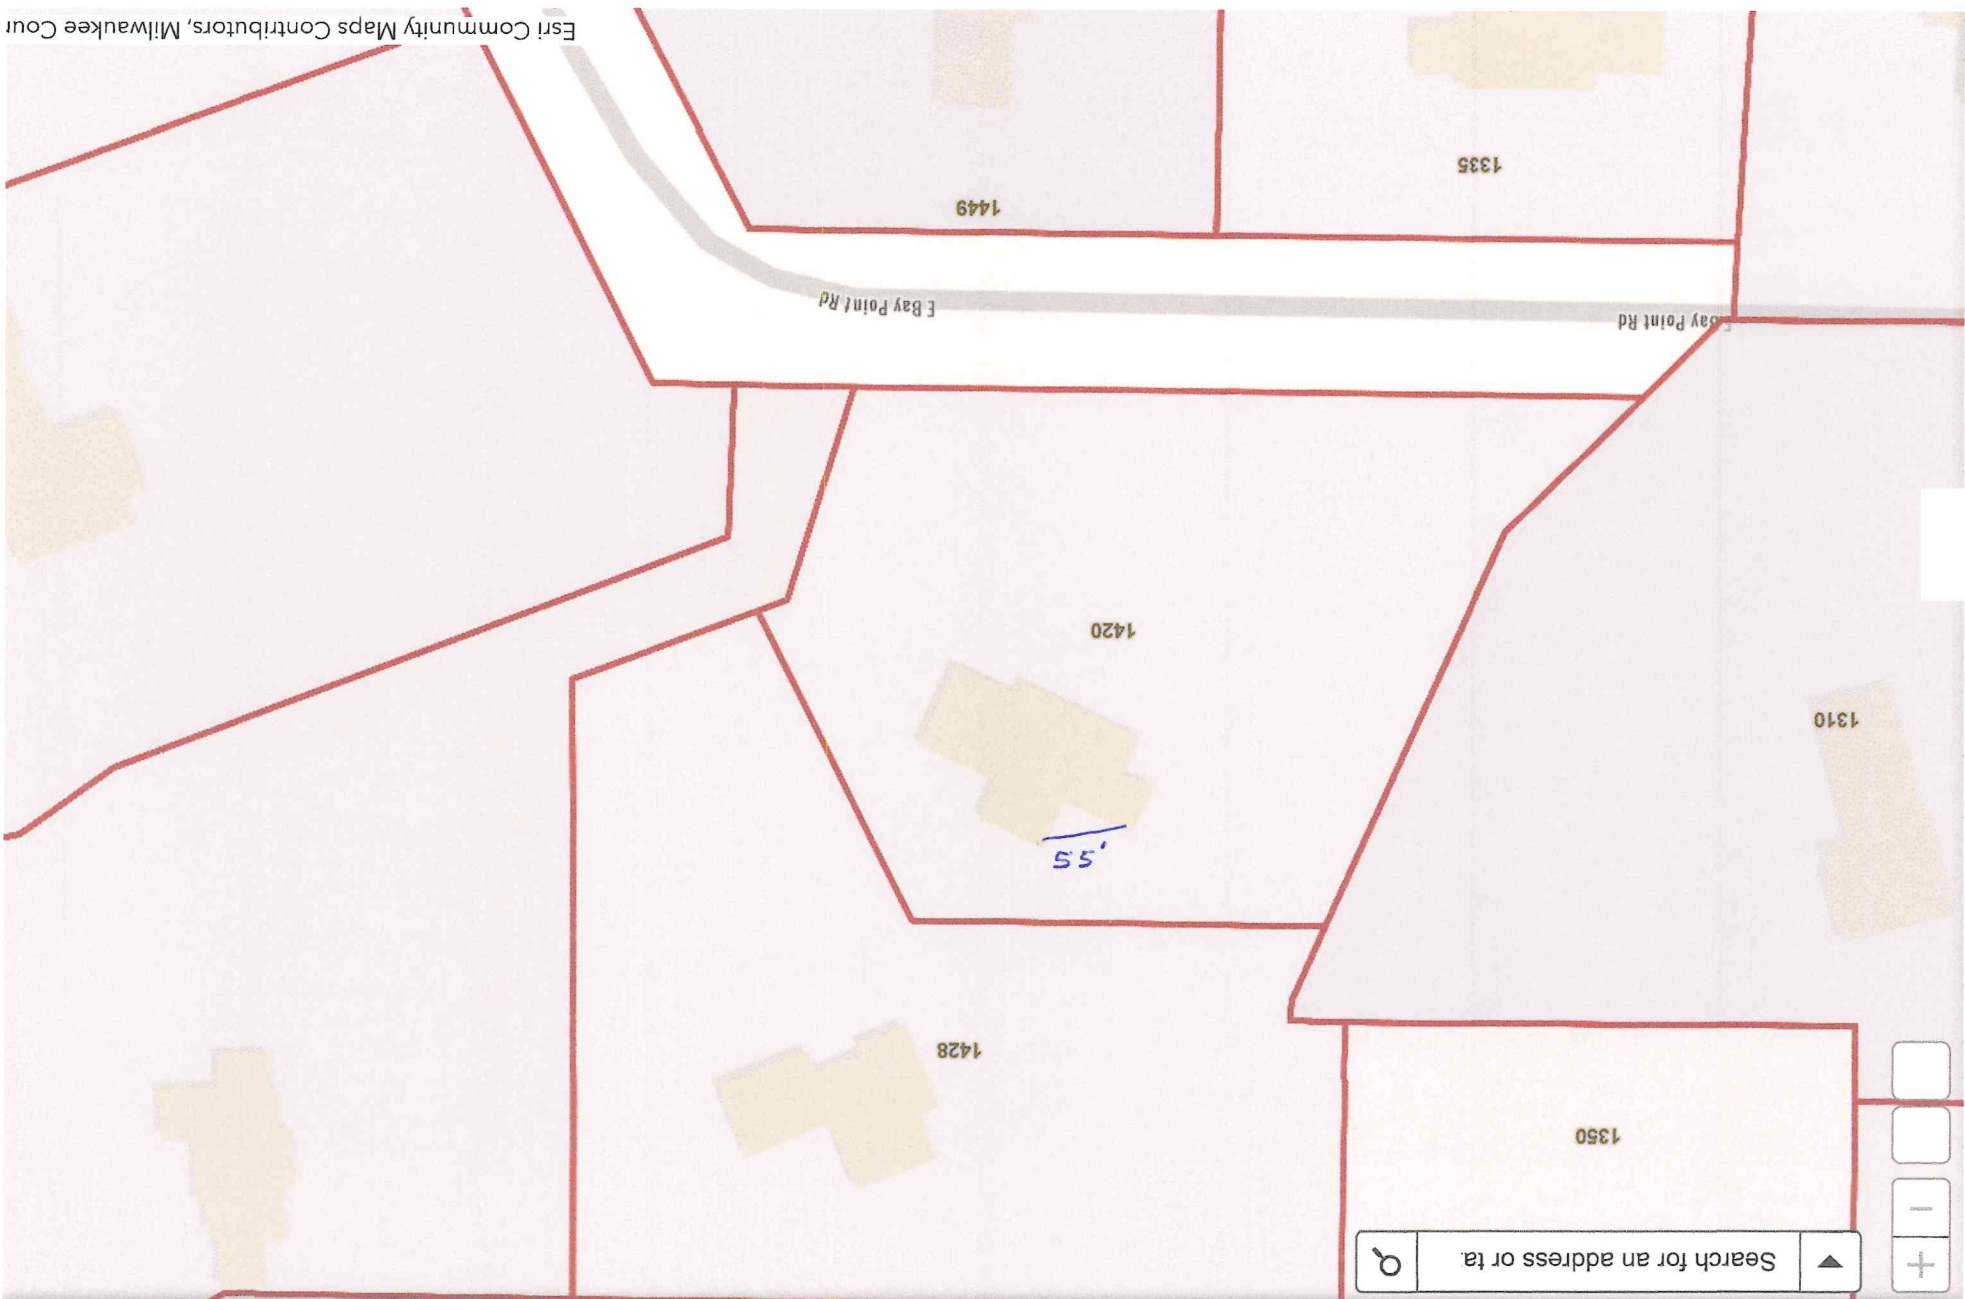 Search for an address or ta
1350
1428
55'
1310
1420
E Bay Point Rd
Bay Point Rd
1449
1335
Esri Community Maps Contributors, Milwaukee Cour